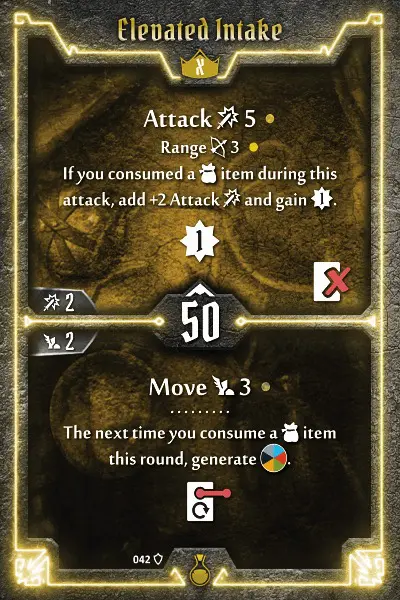 Elevated Intake
X
Attack 5
Range 3
If you consumed a item during this
attack, add +2 Attack and gain 1.
1
2
50
2
Move 3
The next time you consume a item
this round, generate .
042